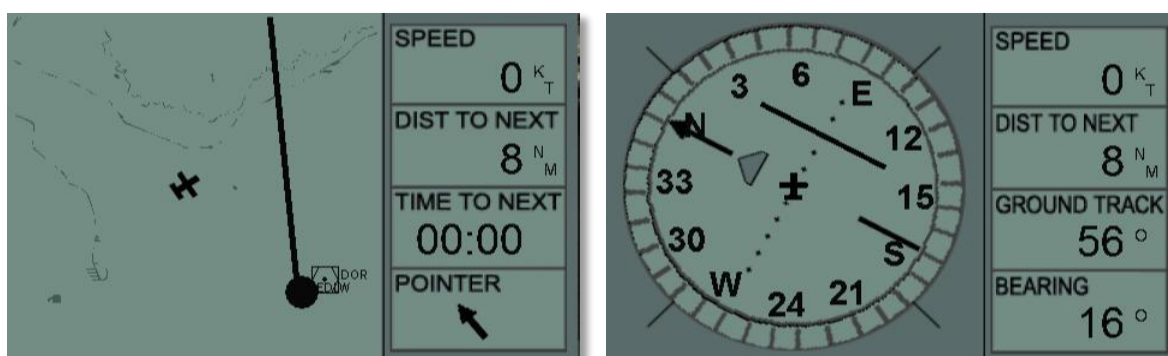 SPEED
0 KT
DIST TO NEXT
8 NM
TIME TO NEXT
00:00
POINTER
DOR
EDLW
3
6
E
12
15
S
21
24
W
30
33
N
SPEED
0 KT
DIST TO NEXT
8 NM
GROUND TRACK
56 °
BEARING
16 °